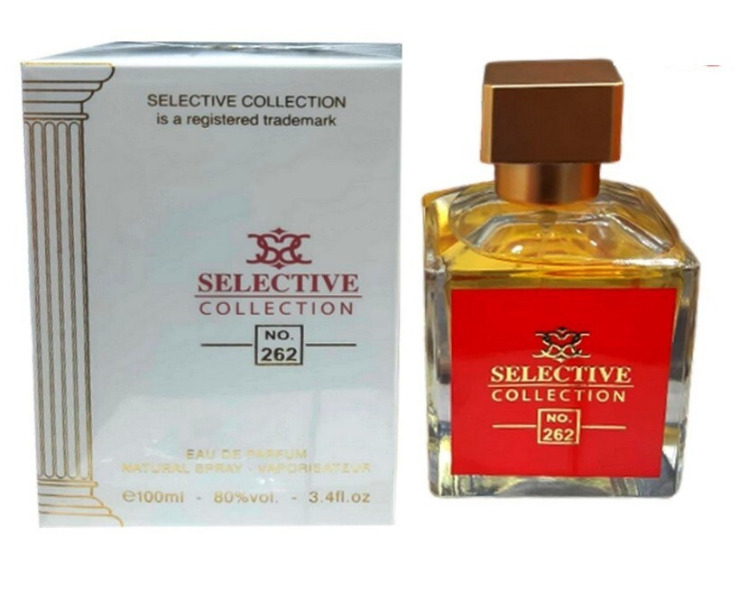 SELECTIVE COLLECTION
is a registered trademark
SELECTIVE
COLLECTION
NO.
262
EAU DE PARFUM
NATURAL SPRAY - VAPORISATEUR
℮100ml - 80%vol. - 3.4fl.oz
SELECTIVE
COLLECTION
NO.
262